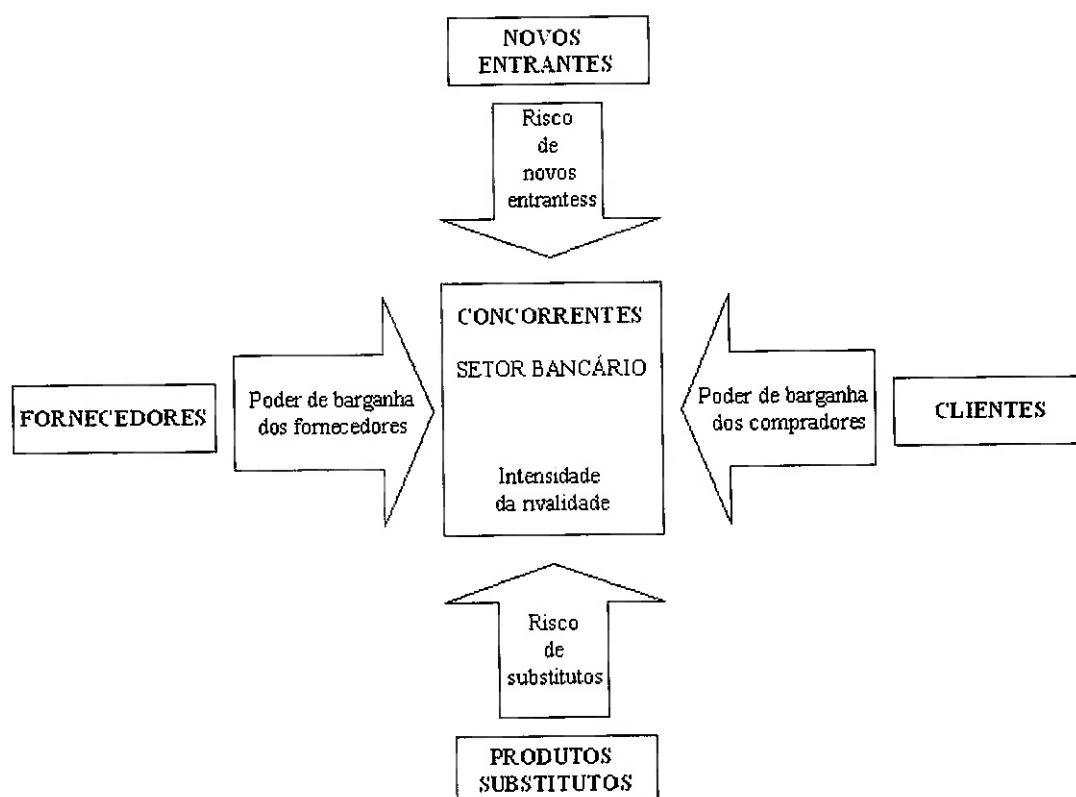 NOVOS
ENTRANTES
Risco
de
novos
entrantess
CONCORRENTES
SETOR BANCÁRIO
Intensidade
da rivalidade
FORNECEDORES
Poder de barganha
dos fornecedores
Poder de barganha
dos compradores
CLIENTES
Risco
de
substitutos
PRODUTOS
SUBSTITUTOS